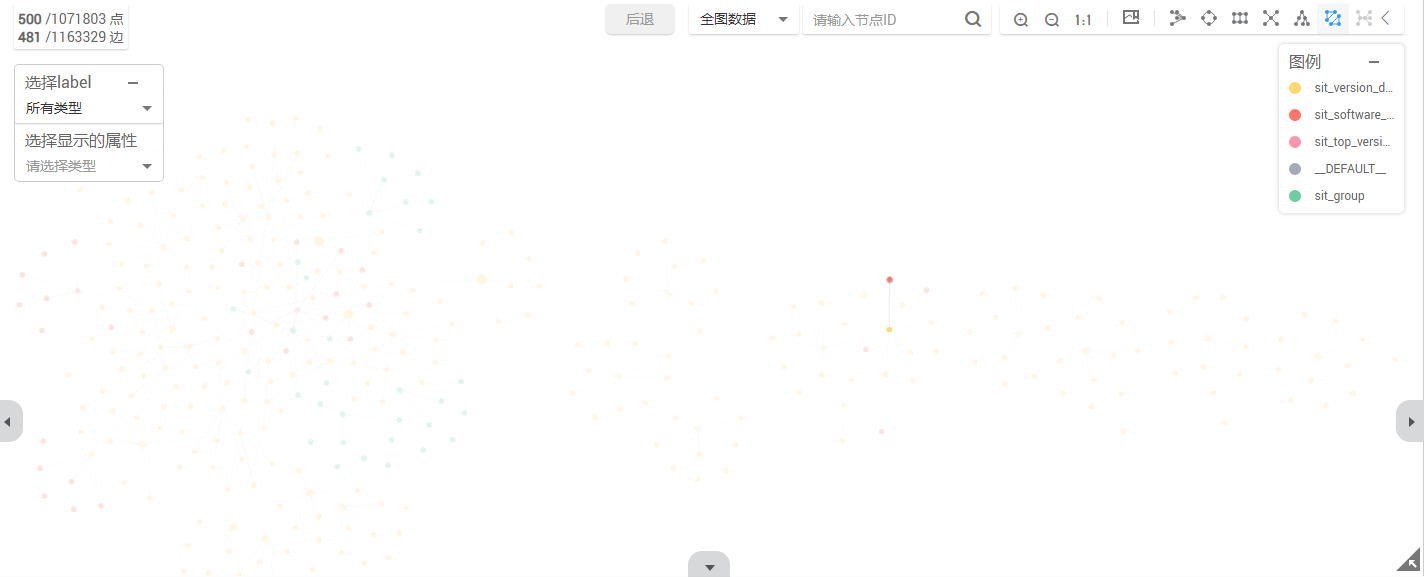 500 /1071803 点
481 /1163329 边
后退
全图数据
请输入节点ID
1:1
选择label
所有类型
选择显示的属性
请选择类型
图例
sit_version_d...
sit_software_...
sit_top_versi...
__DEFAULT__
sit_group